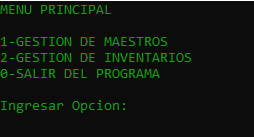 MENU PRINCIPAL
1-GESTION DE MAESTROS
2-GESTION DE INVENTARIOS
0-SALIR DEL PROGRAMA
Ingresar Opcion: